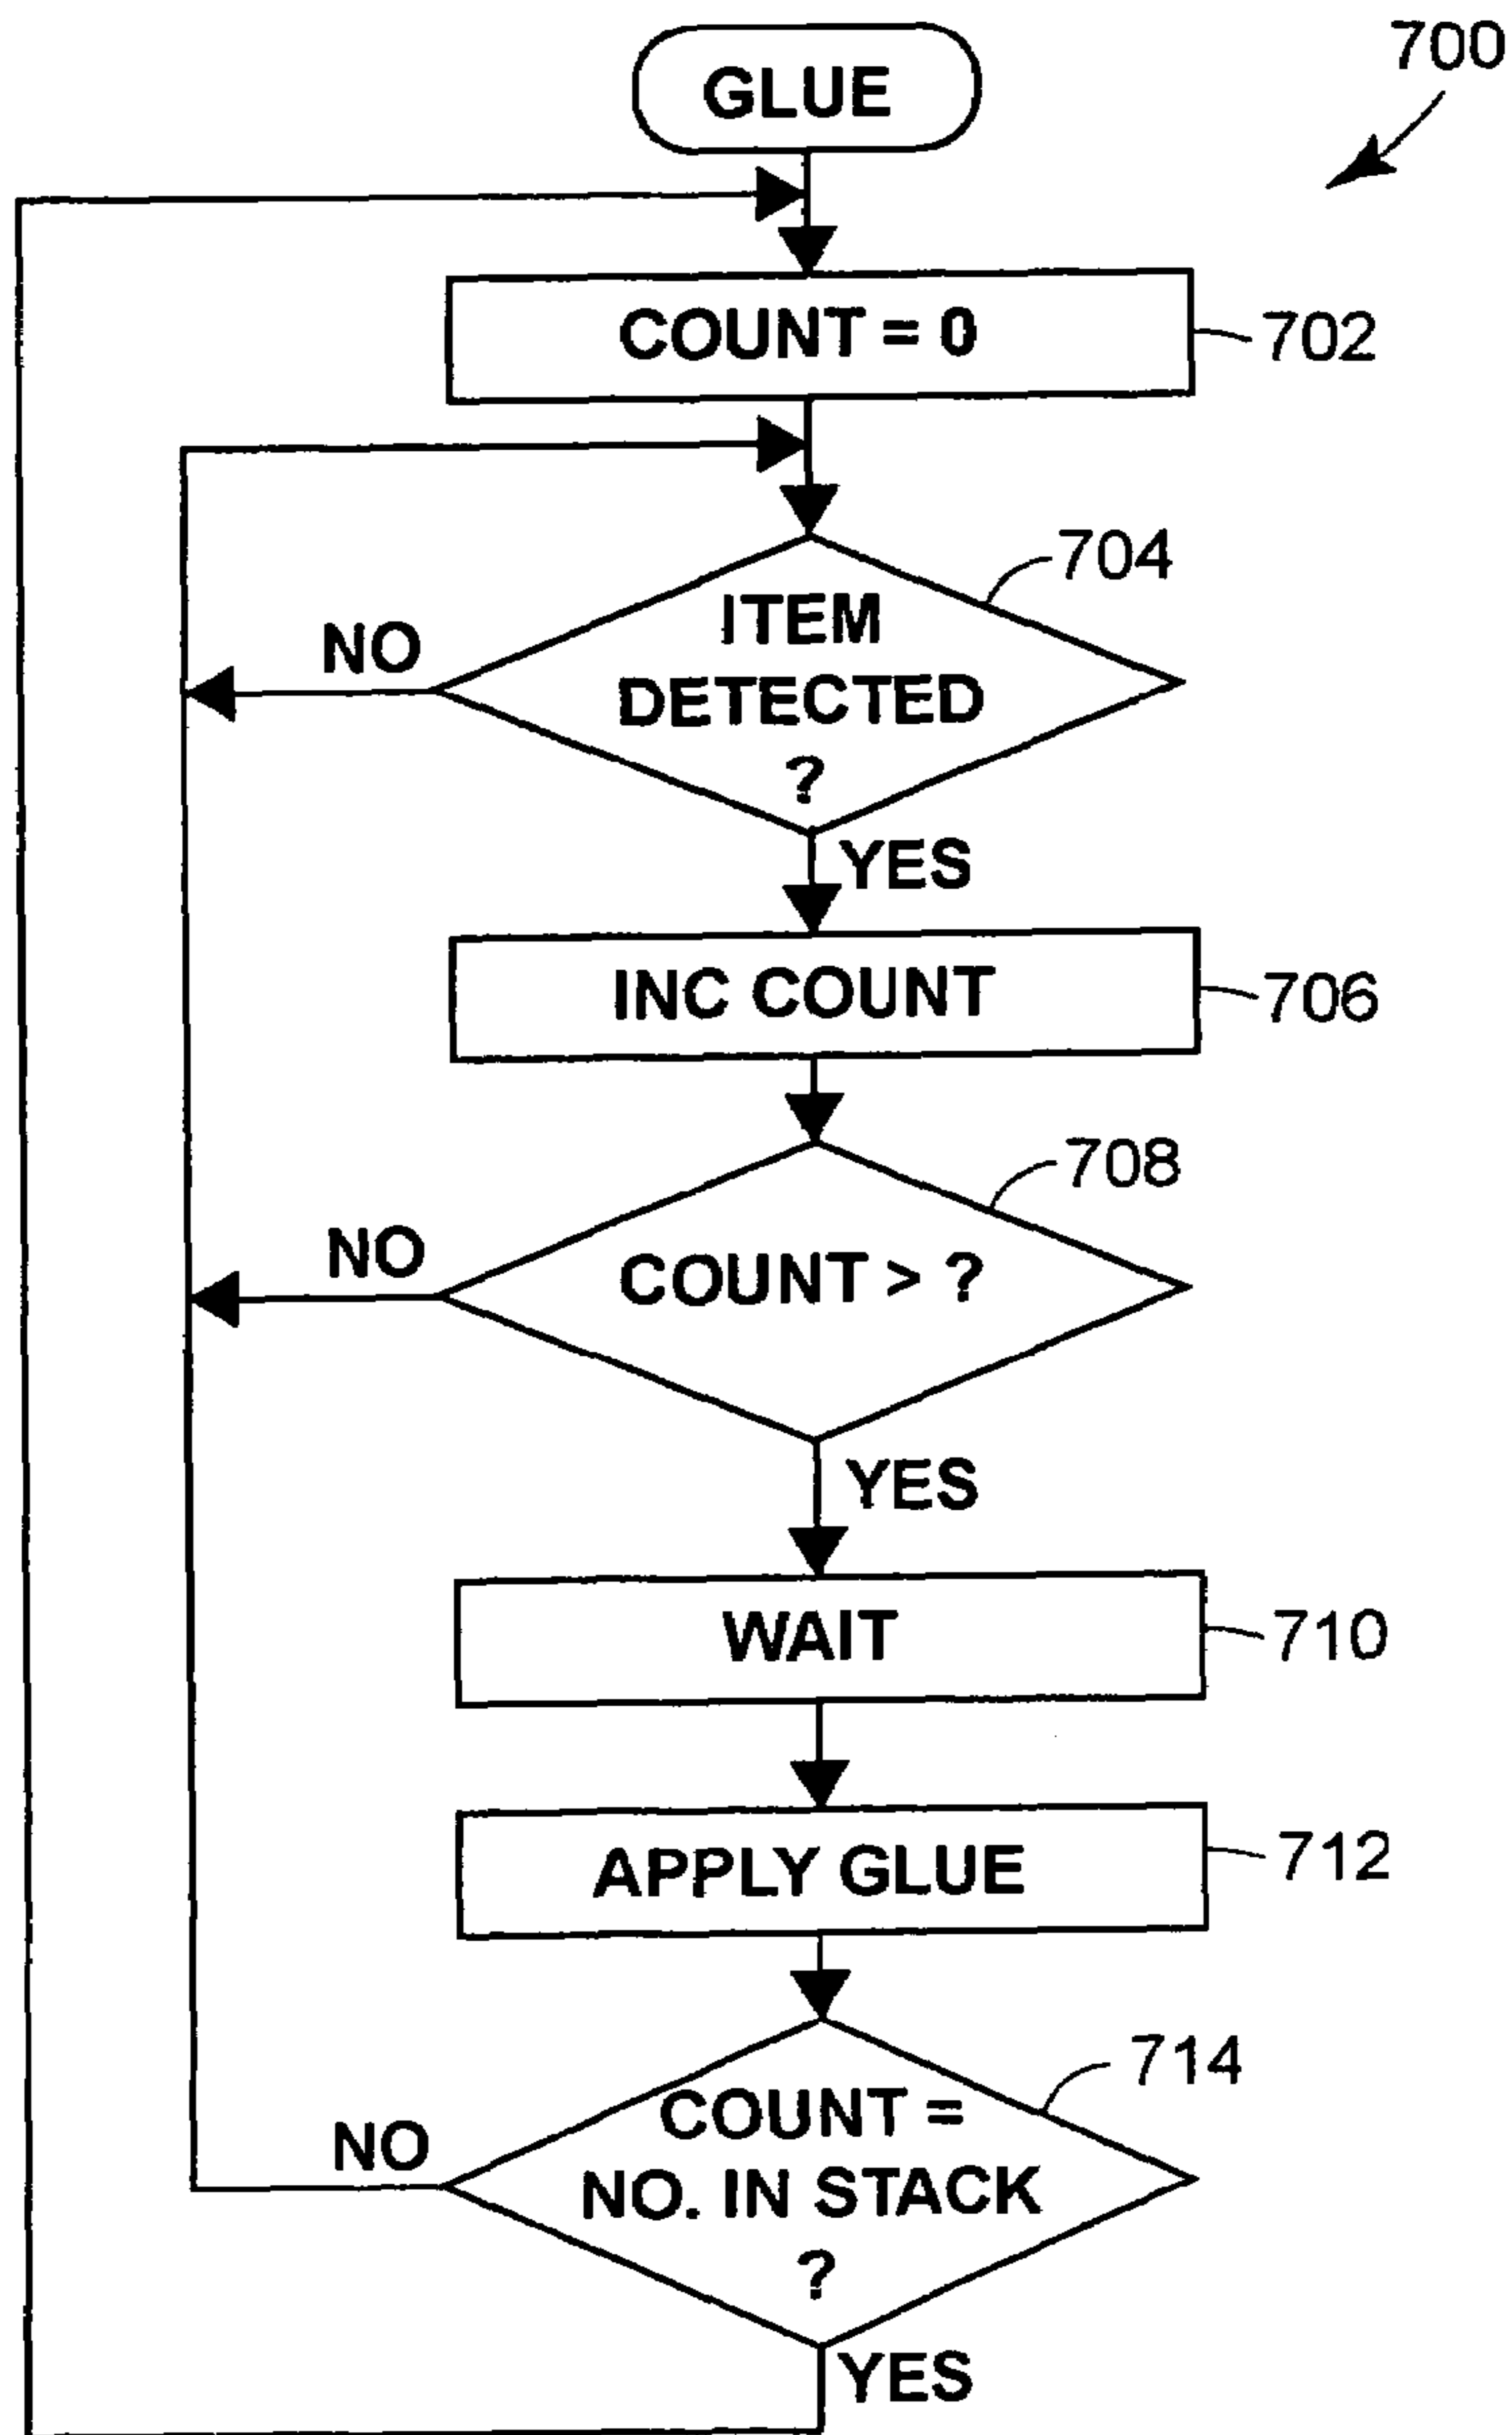 GLUE
700
COUNT = 0
702
704
ITEM
DETECTED
?
NO
YES
INC COUNT
706
708
COUNT > ?
NO
YES
WAIT
710
APPLY GLUE
712
714
COUNT =
NO. IN STACK
?
NO
YES